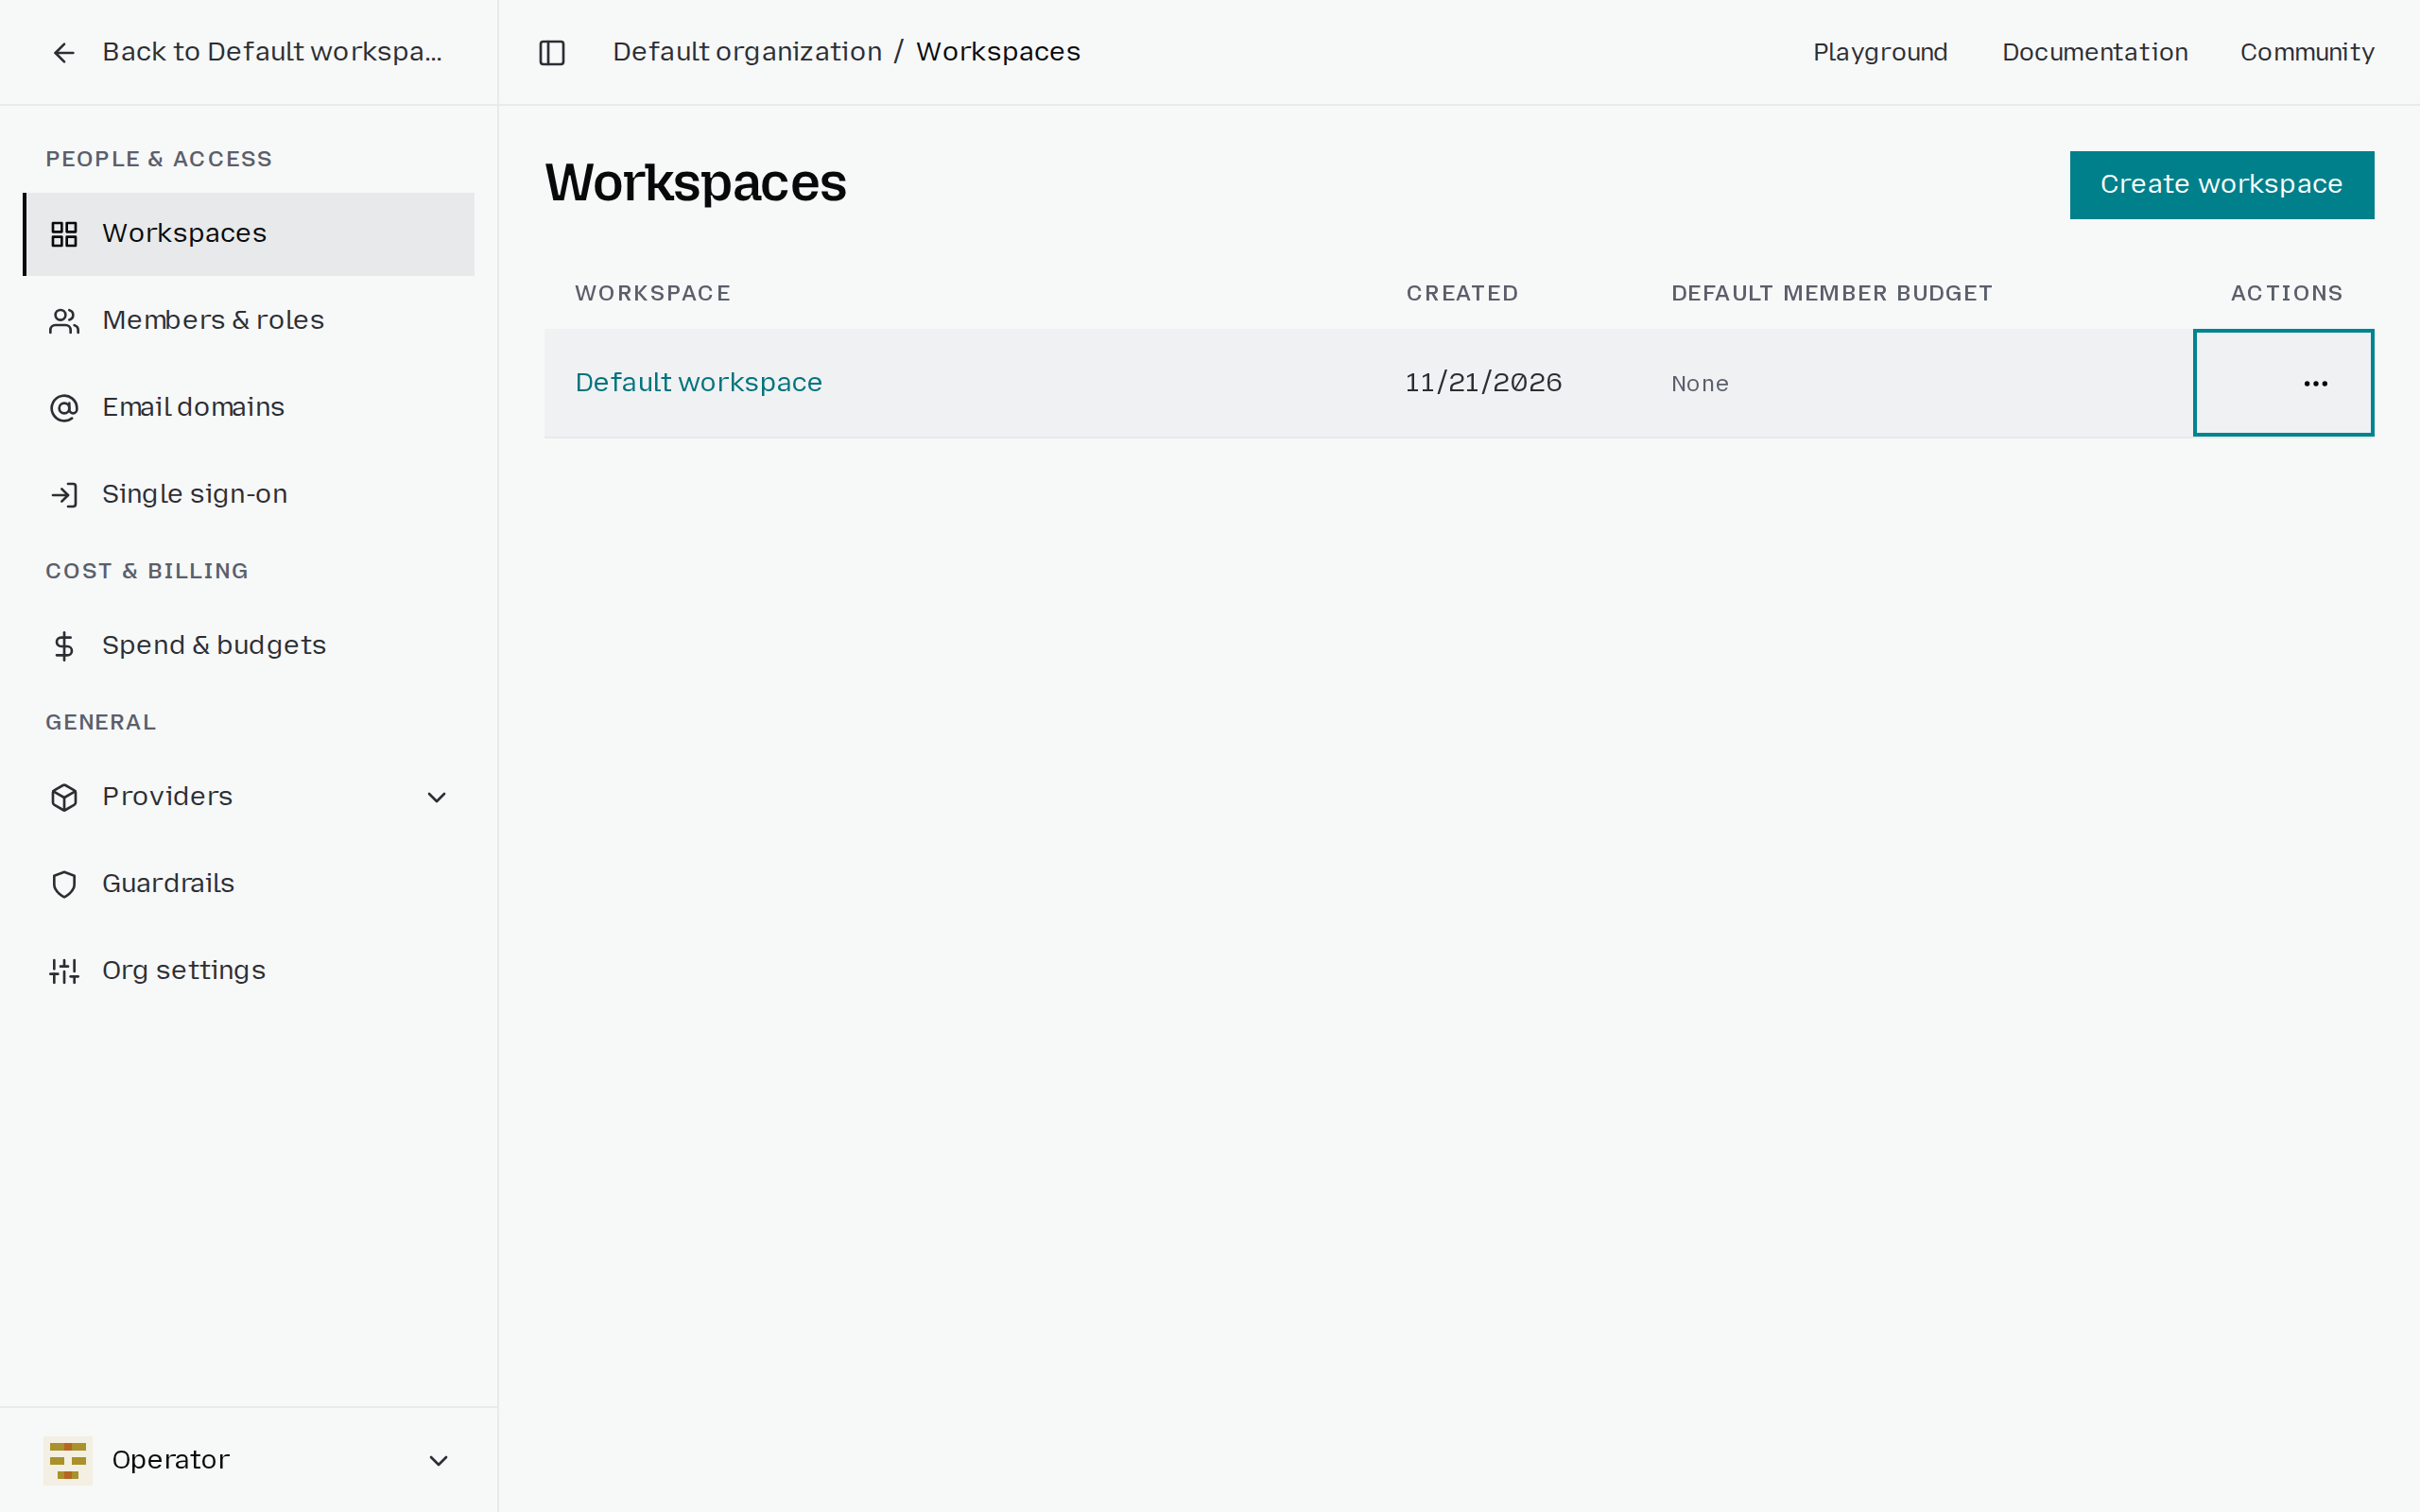 Back to Default workspa...
Default organization / Workspaces
Playground
Documentation
Community
PEOPLE & ACCESS
Workspaces
Members & roles
Email domains
Single sign-on
COST & BILLING
Spend & budgets
GENERAL
Providers
Guardrails
Org settings
Operator
Workspaces
Create workspace
WORKSPACE CREATED DEFAULT MEMBER BUDGET ACTIONS
Default workspace 11/21/2026 None